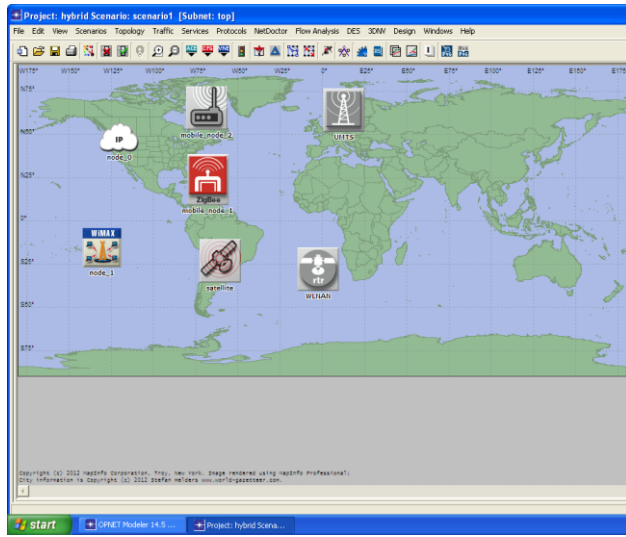 Project: hybrid Scenario: scenario1 [Subnet: top]
File Edit View Scenarios Topology Traffic Services Protocols NetDoctor Flow Analysis DES 3DNV Design Windows Help
W175° W150° W125° W100° W75° W50° W25° 0° E25° E50° E75° E100° E125° E150° E175
N75°
mobile_node_2
UMTS
N50°
IP
node_0
N25°
ZigBee
mobile_node_1
0°
WiMAX
node_1
S25°
satellite
rtr
WLNAN
S50°
S75°
Copyright (c) 2012 MapInfo Corporation, Troy, New York. Image rendered using MapInfo Professional;
City information is Copyright (c) 2012 Stefan Helders www.world-gazetteer.com.
start OPNET Modeler 14.5 ... Project: hybrid Scena...